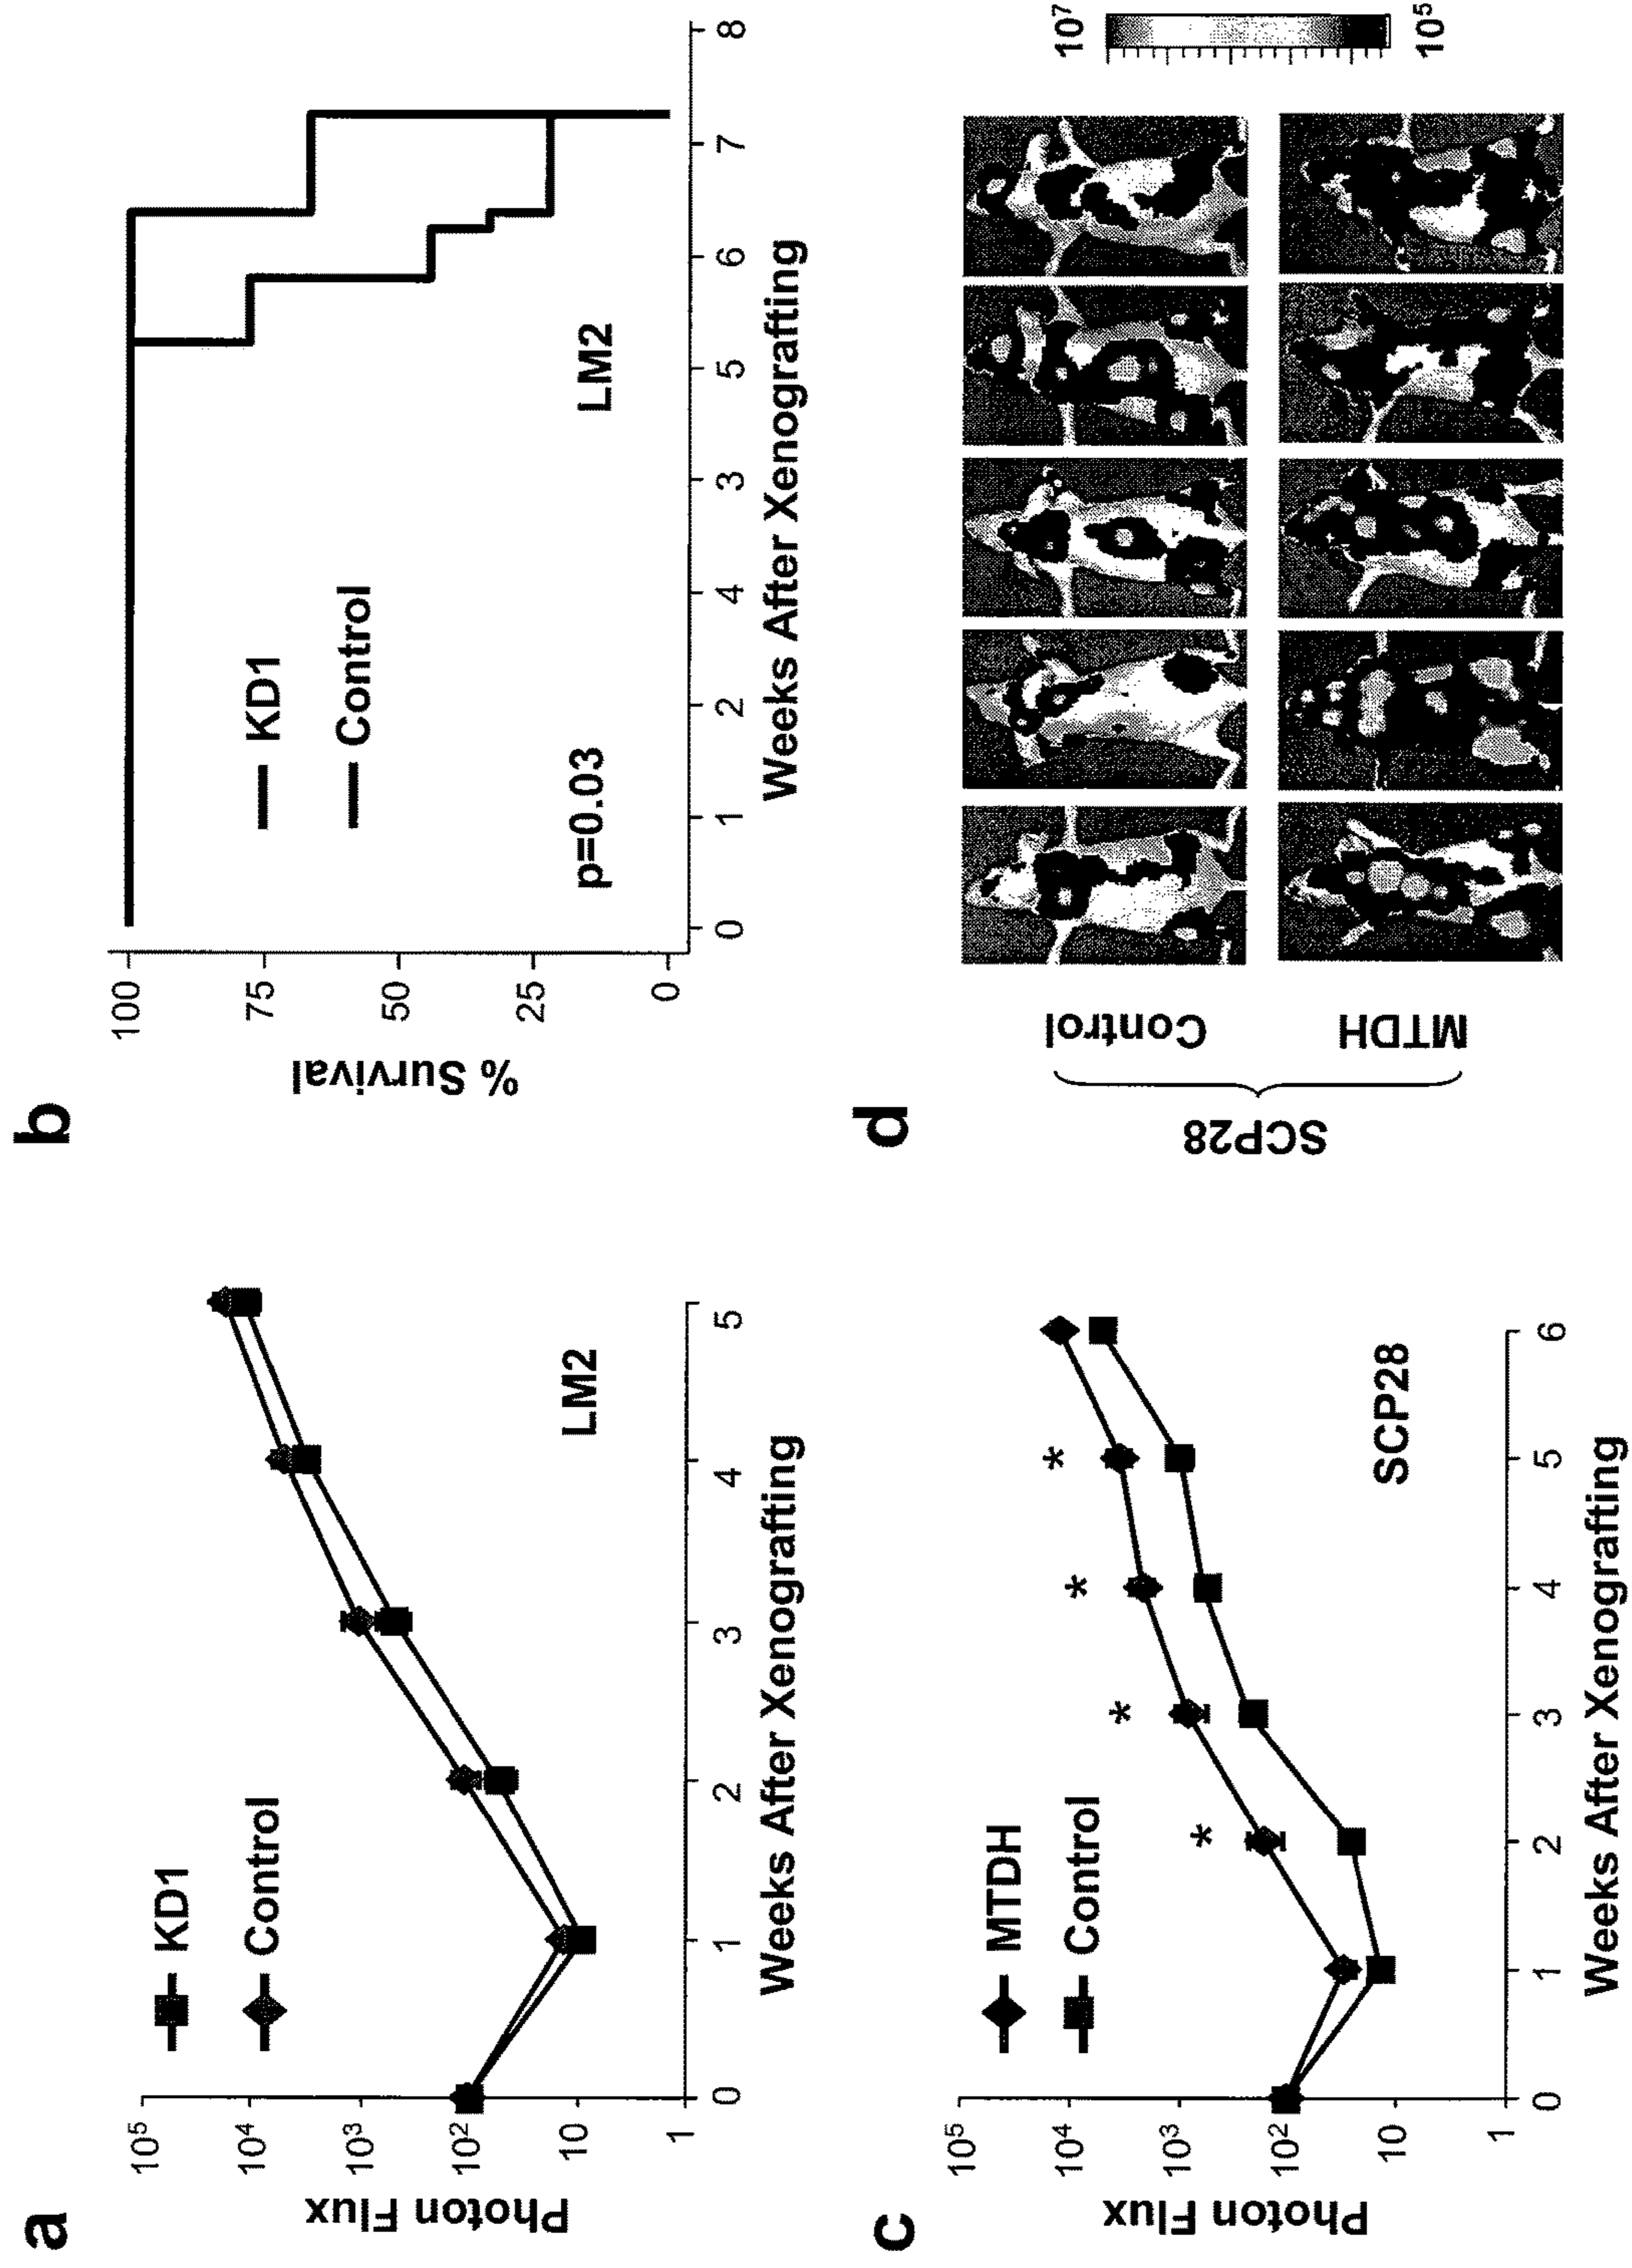 a
Photon Flux
10⁵
10⁴
10³
10²
10
1
KD1
Control
LM2
0 1 2 3 4 5
Weeks After Xenografting
b
% Survival
100
75
50
25
0
KD1
Control
p=0.03
LM2
0 1 2 4 3 5 6 7 8
Weeks After Xenografting
c
Photon Flux
10⁵
10⁴
10³
10²
10
1
MTDH
Control
* * * *
SCP28
0 1 2 3 4 5 6
Weeks After Xenografting
d
SCP28
Control
MTDH
10⁷
10⁵